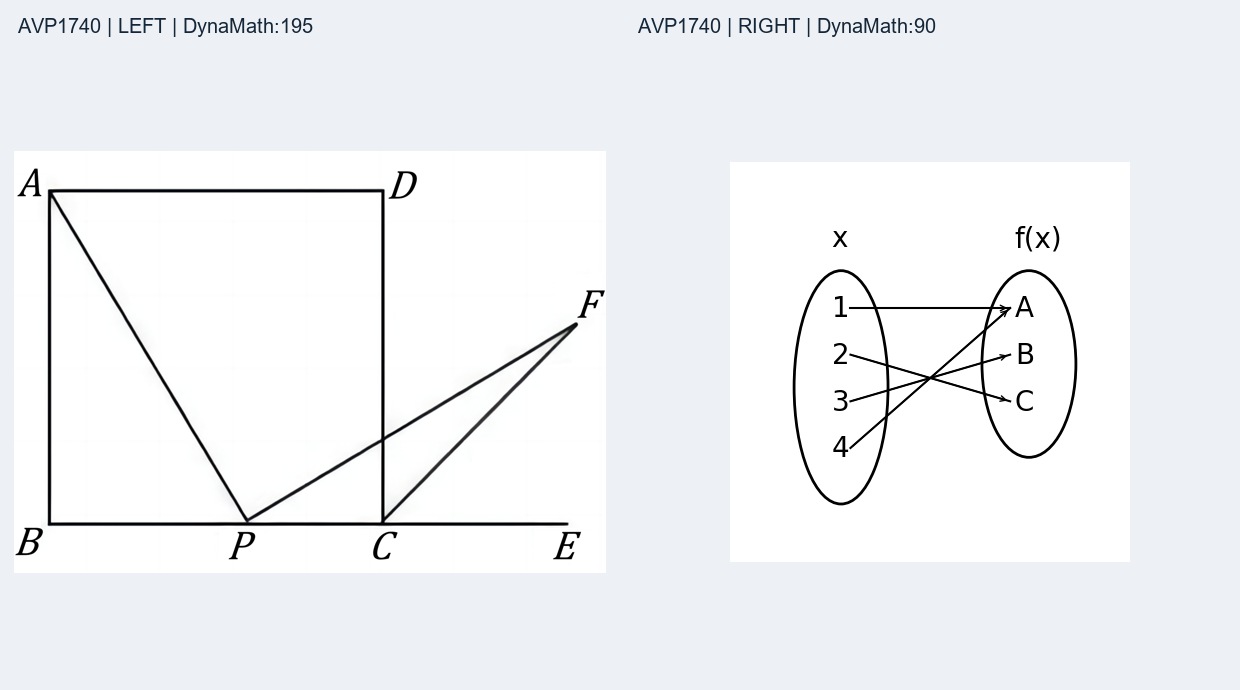 AVP1740 | LEFT | DynaMath:195
AVP1740 | RIGHT | DynaMath:90
A
D
F
B
P
C
E
x
f(x)
1
A
2
B
3
C
4